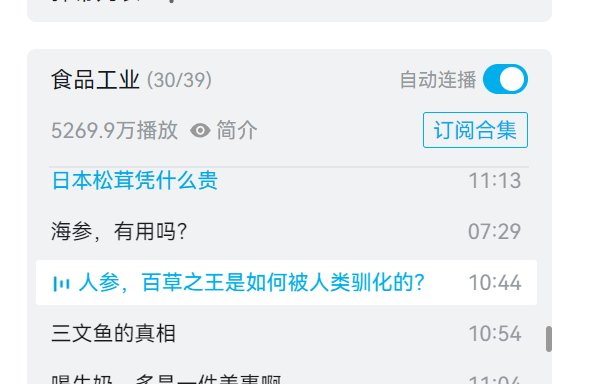 食品工业 (30/39) 自动连播
5269.9万播放 简介 订阅合集
日本松茸凭什么贵 11:13
海参，有用吗？ 07:29
人参，百草之王是如何被人类驯化的？ 10:44
三文鱼的真相 10:54
喝牛奶，多是一件美事啊 11:04